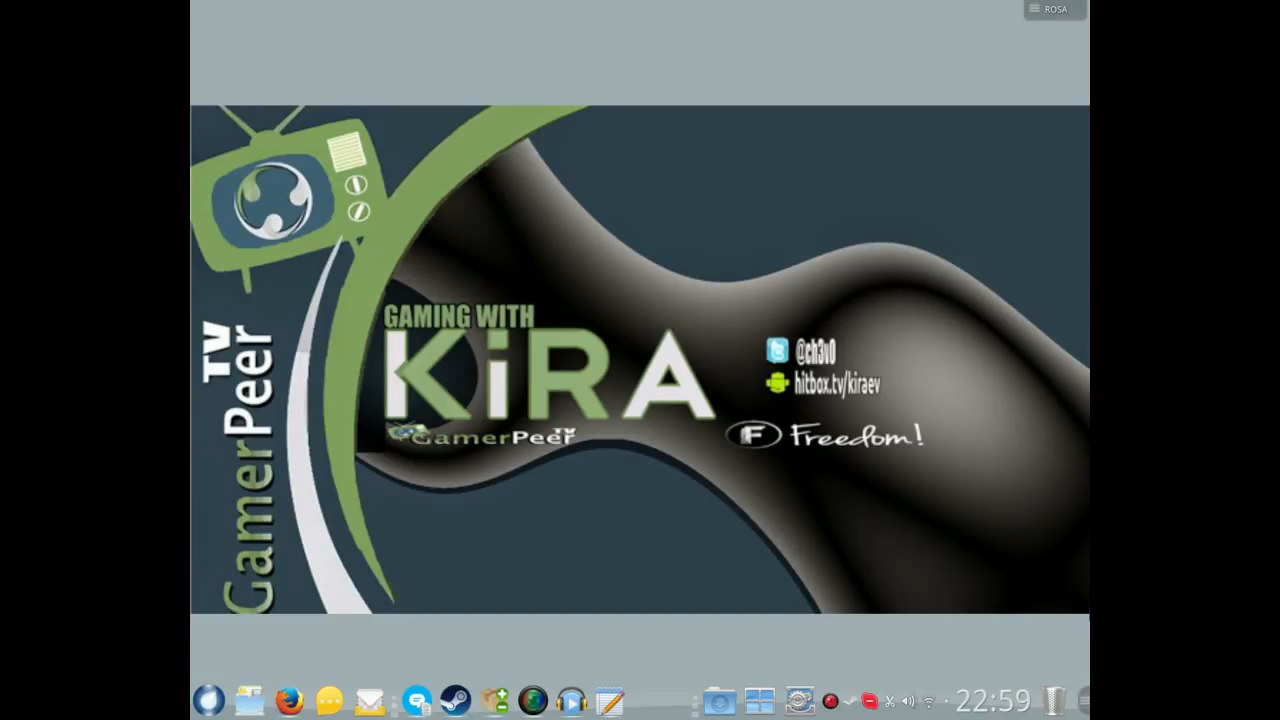 ROSA
GamerPeer TV
GAMING WITH
KiRA
GamerPeer TV
@ch3v0
hitbox.tv/kiraev
F Freedom!
22:59